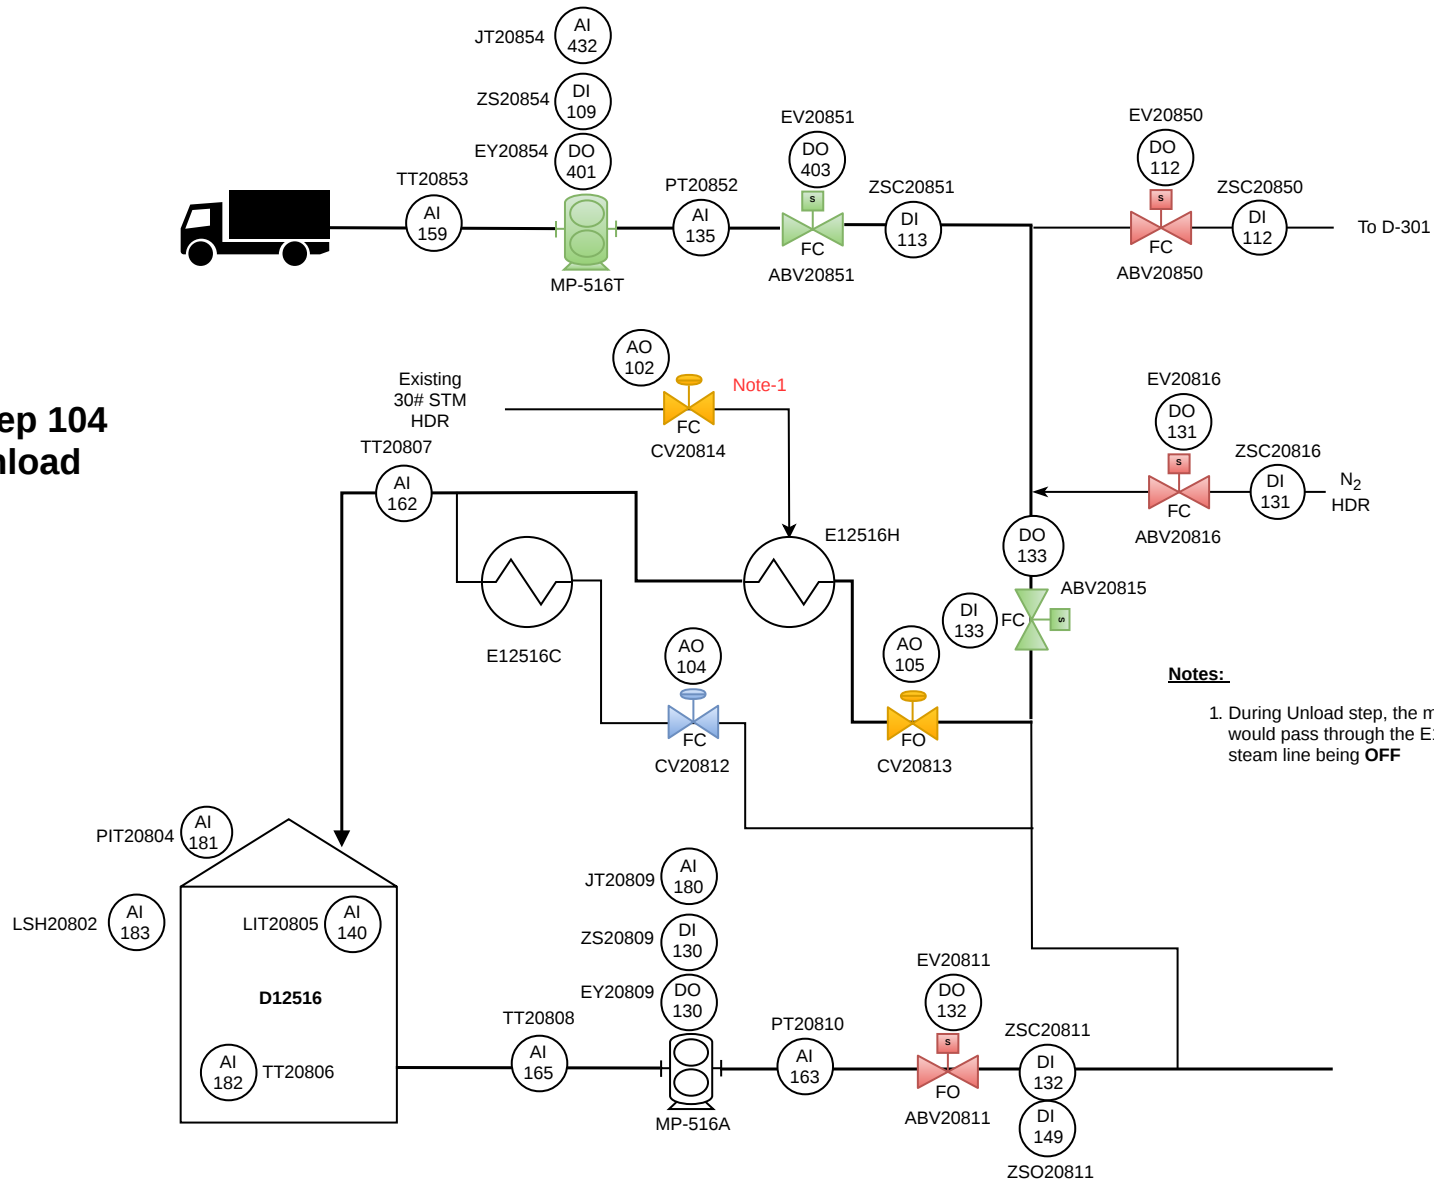 JT20854
AI
432
ZS20854
DI
109
EY20854
DO
401
TT20853
AI
159
MP-516T
PT20852
AI
135
EV20851
DO
403
s
FC
ABV20851
ZSC20851
DI
113
EV20850
DO
112
s
FC
ABV20850
ZSC20850
DI
112
To D-301
AO
102
Existing
30# STM
HDR
FC
CV20814
Note-1
ep 104
nload
TT20807
AI
162
EV20816
DO
131
s
FC
ABV20816
ZSC20816
DI
131
N2
HDR
E12516C
E12516H
DO
133
ABV20815
DI
133
FC
s
AO
104
FC
CV20812
AO
105
FO
CV20813
Notes:
1. During Unload step, the m
would pass through the E1
steam line being OFF
PIT20804
AI
181
LSH20802
AI
183
LIT20805
AI
140
D12516
AI
182
TT20806
JT20809
AI
180
ZS20809
DI
130
EY20809
DO
130
TT20808
AI
165
MP-516A
PT20810
AI
163
EV20811
DO
132
s
FO
ABV20811
ZSC20811
DI
132
DI
149
ZSO20811